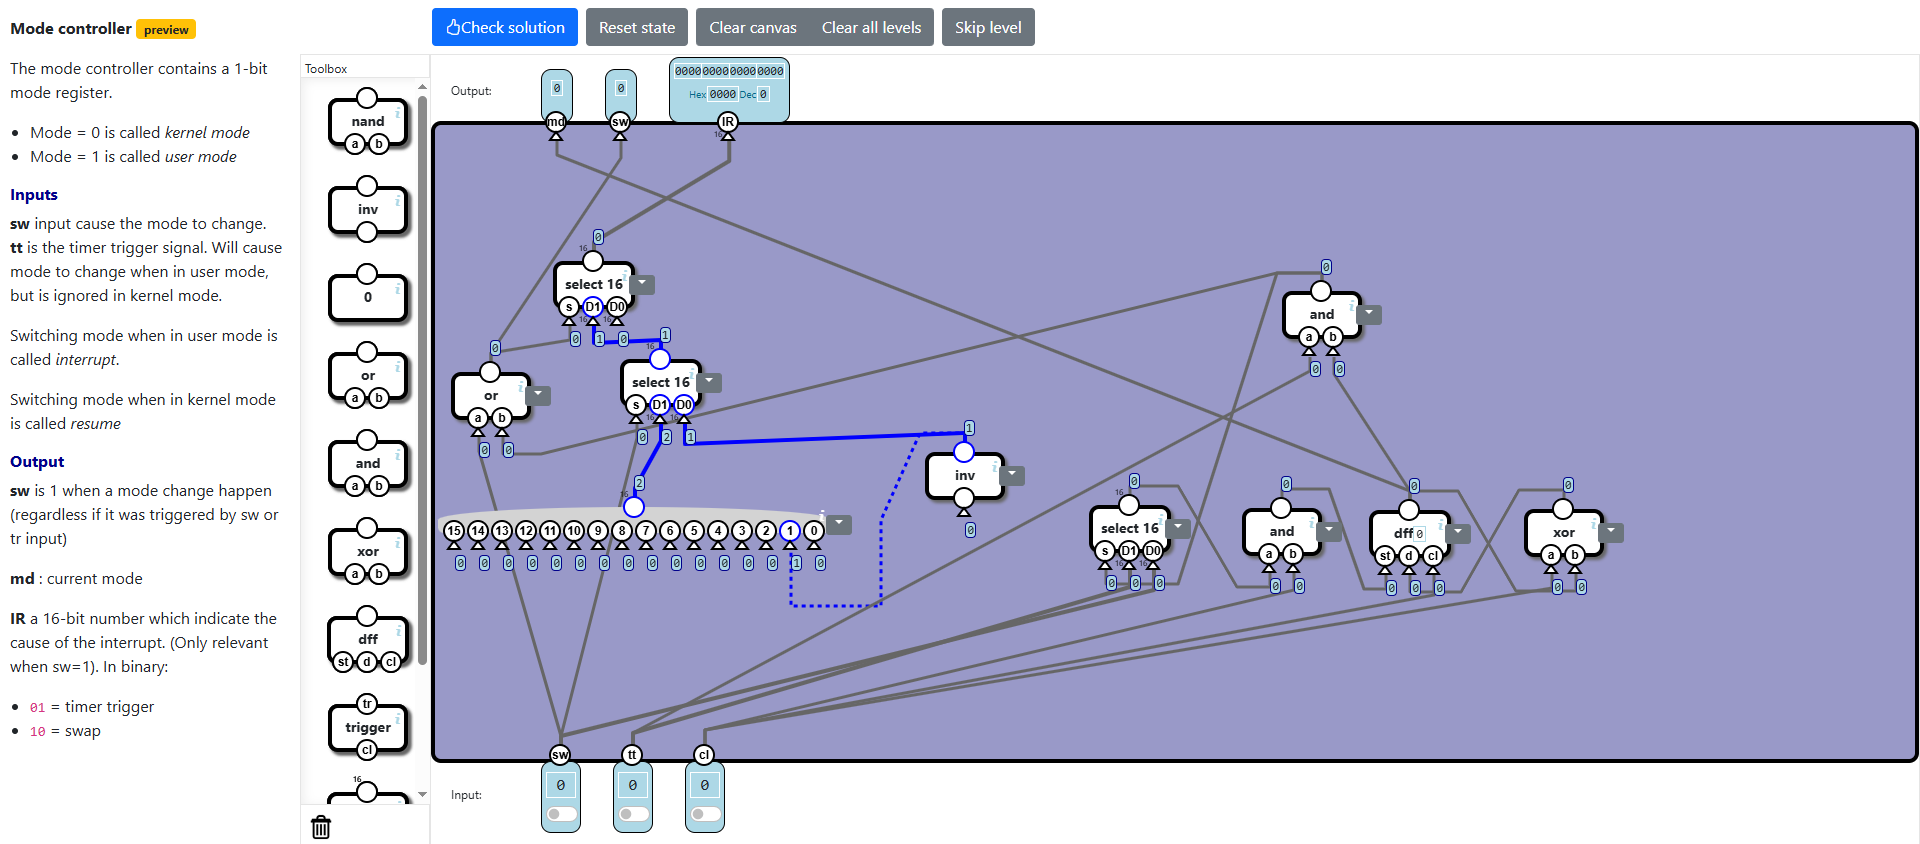 Mode controller preview
The mode controller contains a 1-bit
mode register.
Mode = 0 is called kernel mode
Mode = 1 is called user mode
Inputs
sw input cause the mode to change.
tt is the timer trigger signal. Will cause
mode to change when in user mode,
but is ignored in kernel mode.
Switching mode when in user mode is
called interrupt.
Switching mode when in kernel mode
is called resume
Output
sw is 1 when a mode change happen
(regardless if it was triggered by sw or
tr input)
md : current mode
IR a 16-bit number which indicate the
cause of the interrupt. (Only relevant
when sw=1). In binary:
01 = timer trigger
10 = swap
Check solution
Reset state
Clear canvas
Clear all levels
Skip level
Toolbox
nand
a b
inv
0
or
a b
and
a b
xor
a b
dff
st d cl
tr
trigger
cl
16
Output:
0
0
0000000000000000
Hex 0000 Dec 0
md
sw
IR
16
0
16
select 16
s D1 D0
16 16
0 1 0 1
16
select 16
s D1 D0
16 16
0 2 1
0
or
a b
0 0
2
16
15 14 13 12 11 10 9 8 7 6 5 4 3 2 1 0
0 0 0 0 0 0 0 0 0 0 0 0 0 0 1 0
1
inv
0
0
and
a b
0 0
0
16
select 16
s D1 D0
16 16
0 0 0
0
and
a b
0 0
0
dff 0
st d cl
0 0 0
0
xor
a b
0 0
Input:
sw
0
tt
0
cl
0